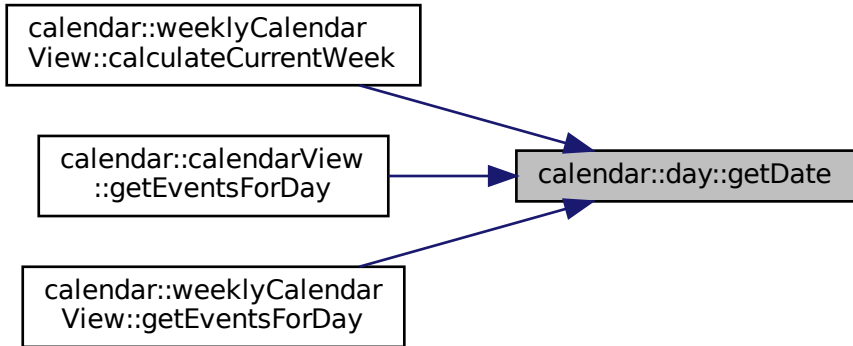 calendar::weeklyCalendar
View::calculateCurrentWeek
calendar::calendarView
::getEventsForDay
calendar::day::getDate
calendar::weeklyCalendar
View::getEventsForDay